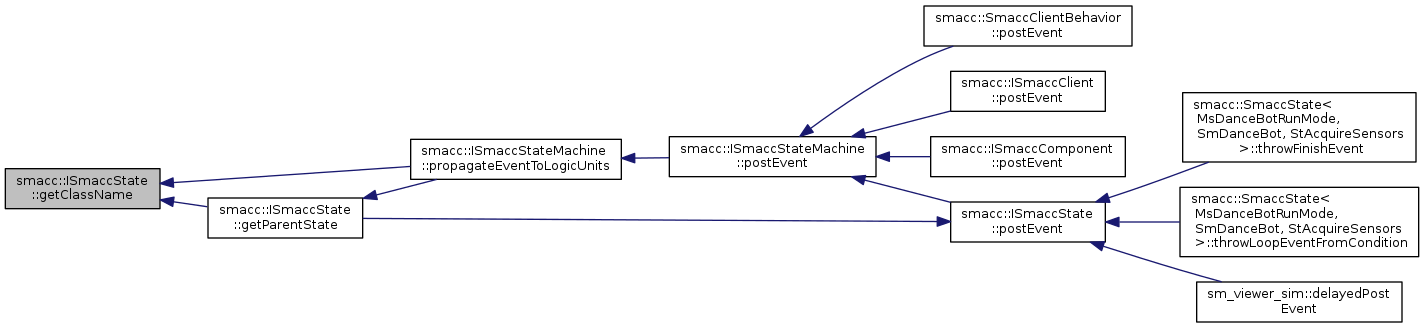 smacc::ISmaccState
::getClassName
smacc::ISmaccStateMachine
::propagateEventToLogicUnits
smacc::ISmaccState
::getParentState
smacc::ISmaccStateMachine
::postEvent
smacc::SmaccClientBehavior
::postEvent
smacc::ISmaccClient
::postEvent
smacc::ISmaccComponent
::postEvent
smacc::ISmaccState
::postEvent
smacc::SmaccState<
MsDanceBotRunMode,
SmDanceBot, StAcquireSensors
>::throwFinishEvent
smacc::SmaccState<
MsDanceBotRunMode,
SmDanceBot, StAcquireSensors
>::throwLoopEventFromCondition
sm_viewer_sim::delayedPost
Event